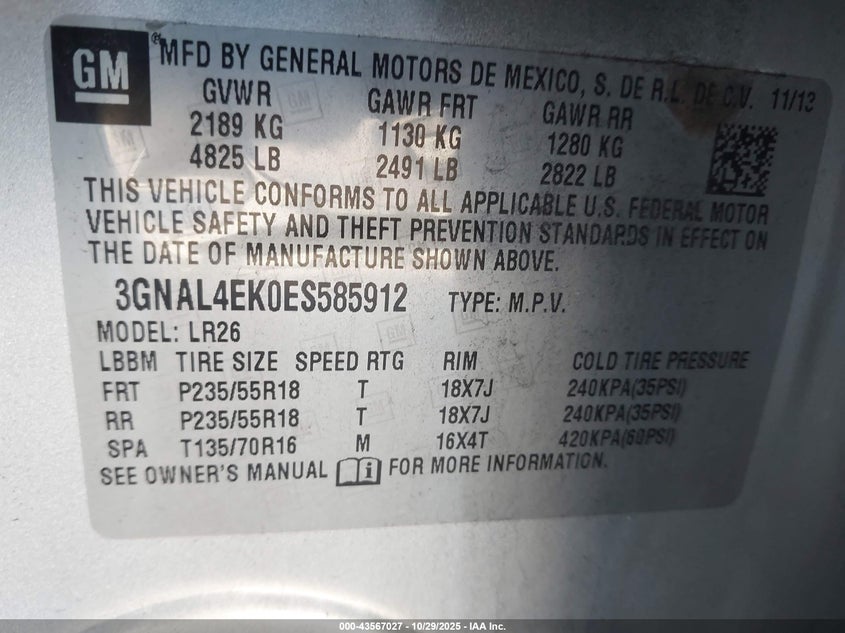 GM
® MFD BY GENERAL MOTORS DE MEXICO, S. DE R.L. DE C.V. 11/13
GVWR GAWR FRT GAWR RR
2189 KG 1130 KG 1280 KG
4825 LB 2491 LB 2822 LB
THIS VEHICLE CONFORMS TO ALL APPLICABLE U.S. FEDERAL MOTOR
VEHICLE SAFETY AND THEFT PREVENTION STANDARDS IN EFFECT ON
THE DATE OF MANUFACTURE SHOWN ABOVE.
3GNAL4EK0ES585912 TYPE: M.P.V.
MODEL: LR26
LBBM TIRE SIZE SPEED RTG RIM COLD TIRE PRESSURE
FRT P235/55R18 T 18X7J 240KPA(35PSI)
RR P235/55R18 T 18X7J 240KPA(35PSI)
SPA T135/70R16 M 16X4T 420KPA(60PSI)
SEE OWNER'S MANUAL i FOR MORE INFORMATION.
000-43567027 - 10/29/2025 - IAA Inc.